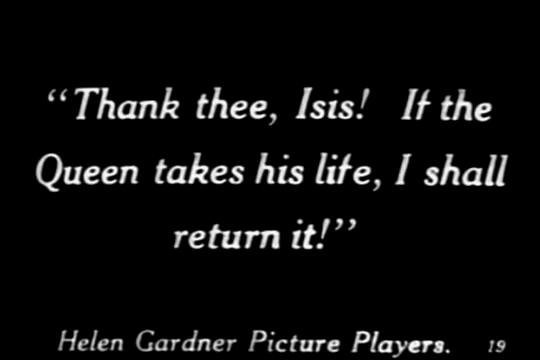 “Thank thee, Isis! If the
Queen takes his life, I shall
return it!”
Helen Gardner Picture Players. 19